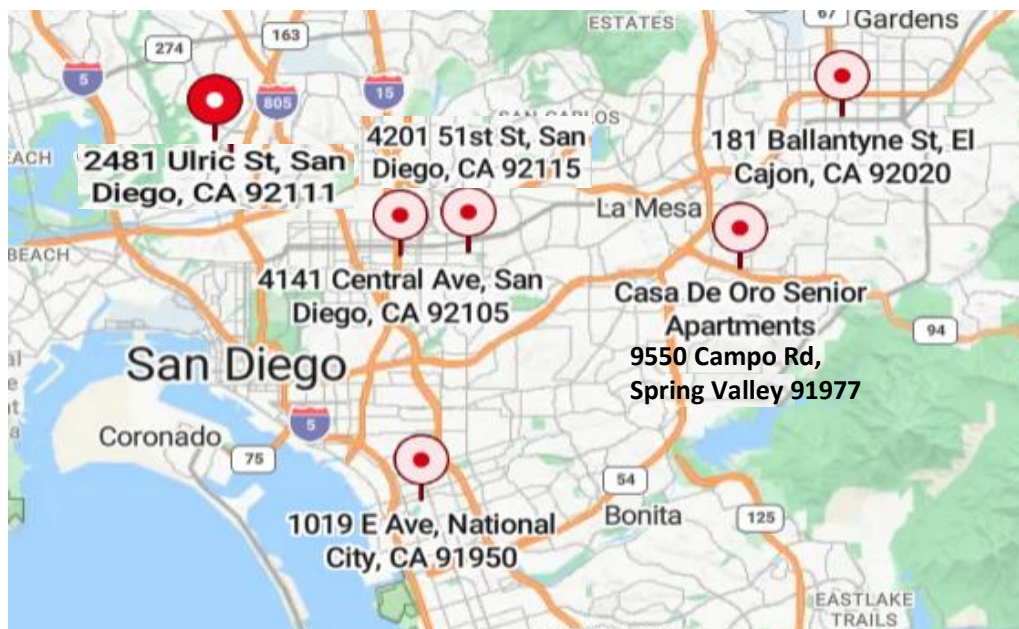 ESTATES
67
Gardens
274
163
5
805
15
SAN CARLOS
EACH
2481 Ulric St, San
Diego, CA 92111
4201 51st St, San
Diego, CA 92115
181 Ballantyne St, El
Cajon, CA 92020
La Mesa
BEACH
4141 Central Ave, San
Diego, CA 92105
Casa De Oro Senior
Apartments
9550 Campo Rd,
Spring Valley 91977
94
San Diego
5
Coronado
75
54
Bonita
125
1019 E Ave, National
City, CA 91950
EASTLAKE
TRAILS